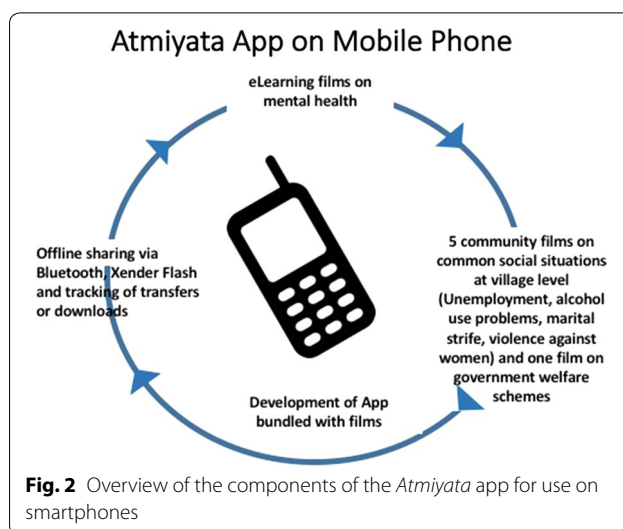 Atmiyata App on Mobile Phone
eLearning films on
mental health
5 community films on
common social situations
at village level
(Unemployment, alcohol
use problems, marital
strife, violence against
women) and one film on
government welfare
schemes
Development of App
bundled with films
Offline sharing via
Bluetooth, Xender Flash
and tracking of transfers
or downloads
Fig. 2 Overview of the components of the Atmiyata app for use on
smartphones